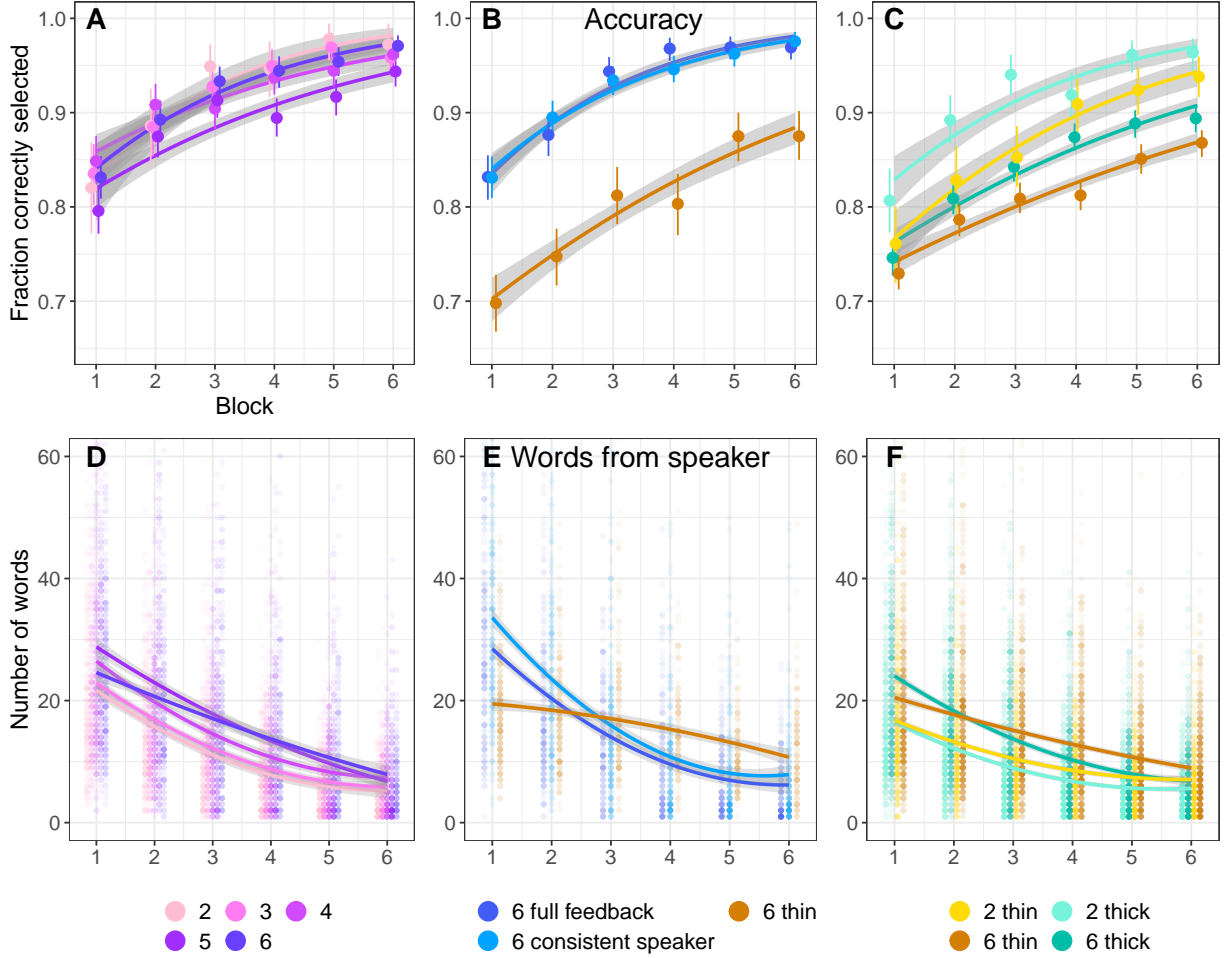 A
B Accuracy
C
Fraction correctly selected
1.0
0.9
0.8
0.7
1 2 3 4 5 6
Block
1.0
0.9
0.8
0.7
1 2 3 4 5 6
1.0
0.9
0.8
0.7
1 2 3 4 5 6
D
E Words from speaker
F
Number of words
60
40
20
0
1 2 3 4 5 6
60
40
20
0
1 2 3 4 5 6
60
40
20
0
1 2 3 4 5 6
2 3 4
5 6
6 full feedback 6 thin
6 consistent speaker
2 thin 2 thick
6 thin 6 thick